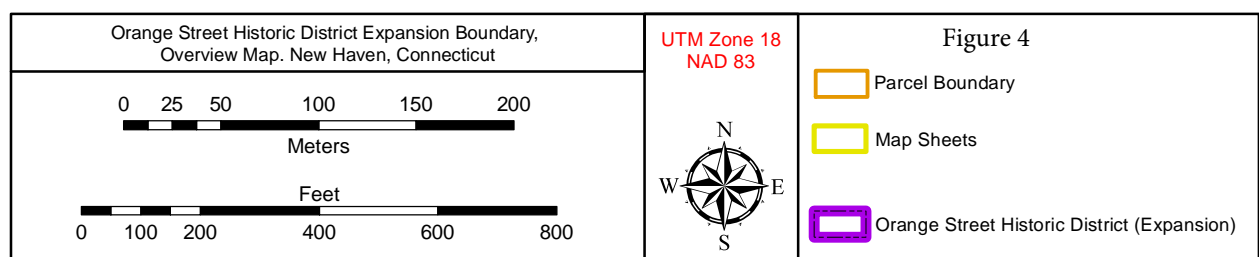 Orange Street Historic District Expansion Boundary,
Overview Map. New Haven, Connecticut
0 25 50 100 150 200
Meters
Feet
0 100 200 400 600 800
UTM Zone 18
NAD 83
N
W E
S
Figure 4
Parcel Boundary
Map Sheets
Orange Street Historic District (Expansion)